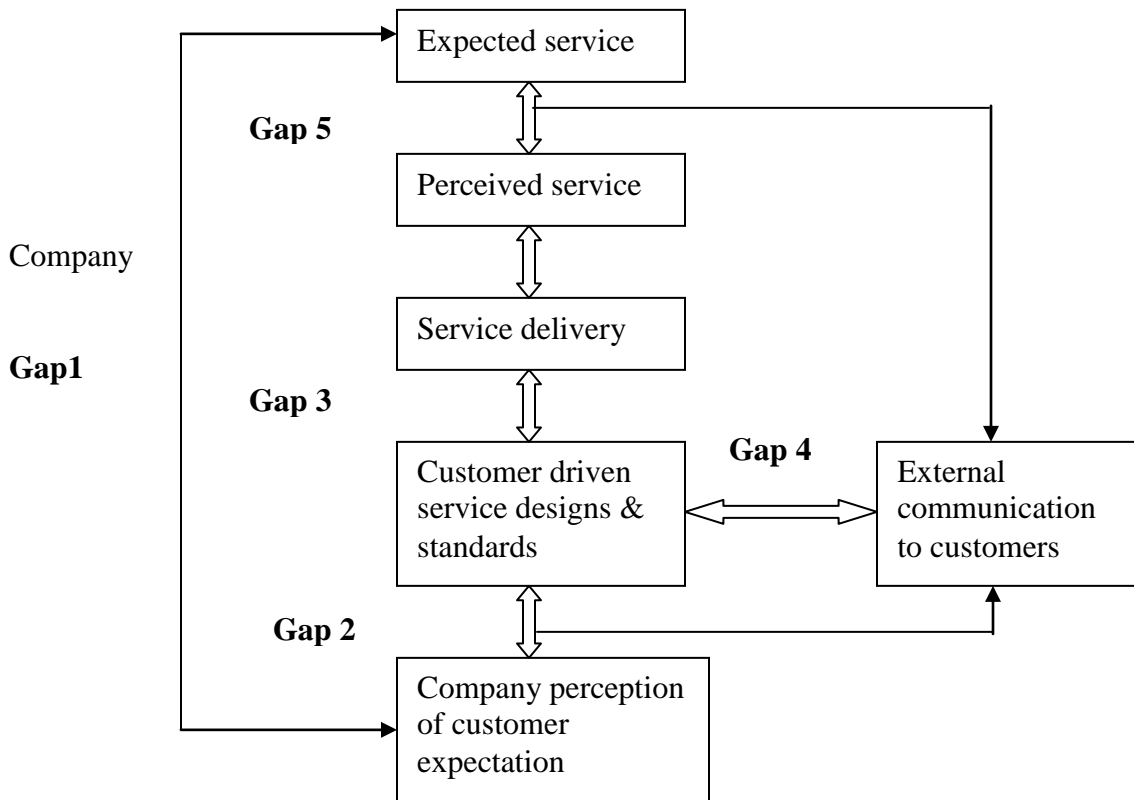 Expected service
Gap 5
Perceived service
Company
Service delivery
Gap1
Gap 3
Gap 4
Customer driven
service designs &
standards
External
communication
to customers
Gap 2
Company perception
of customer
expectation